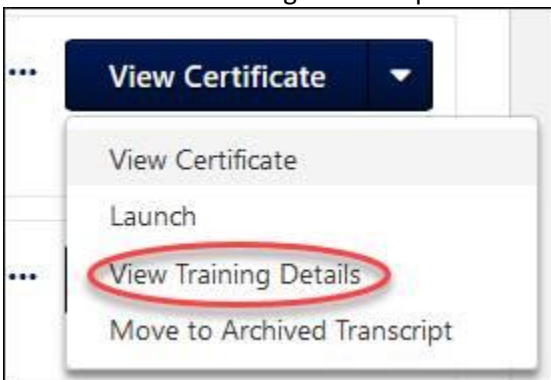 View Certificate
View Certificate
Launch
View Training Details
Move to Archived Transcript